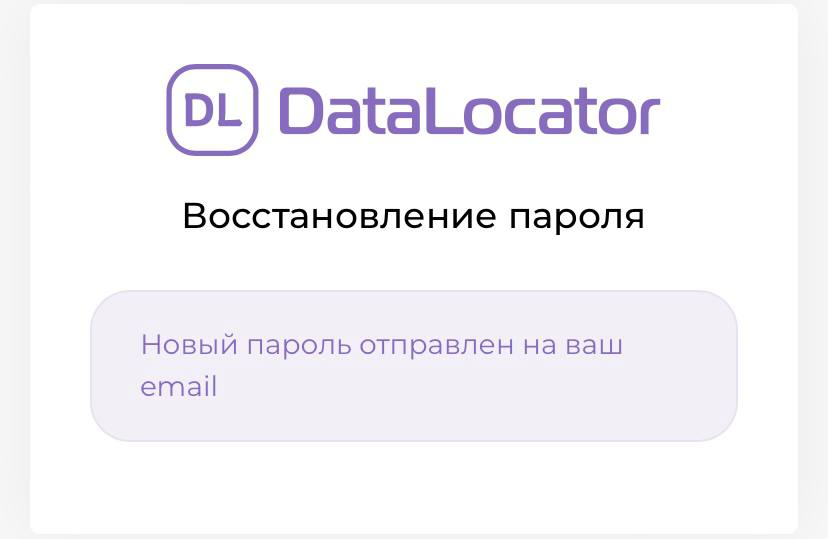 DL DataLocator
Восстановление пароля
Новый пароль отправлен на ваш
email